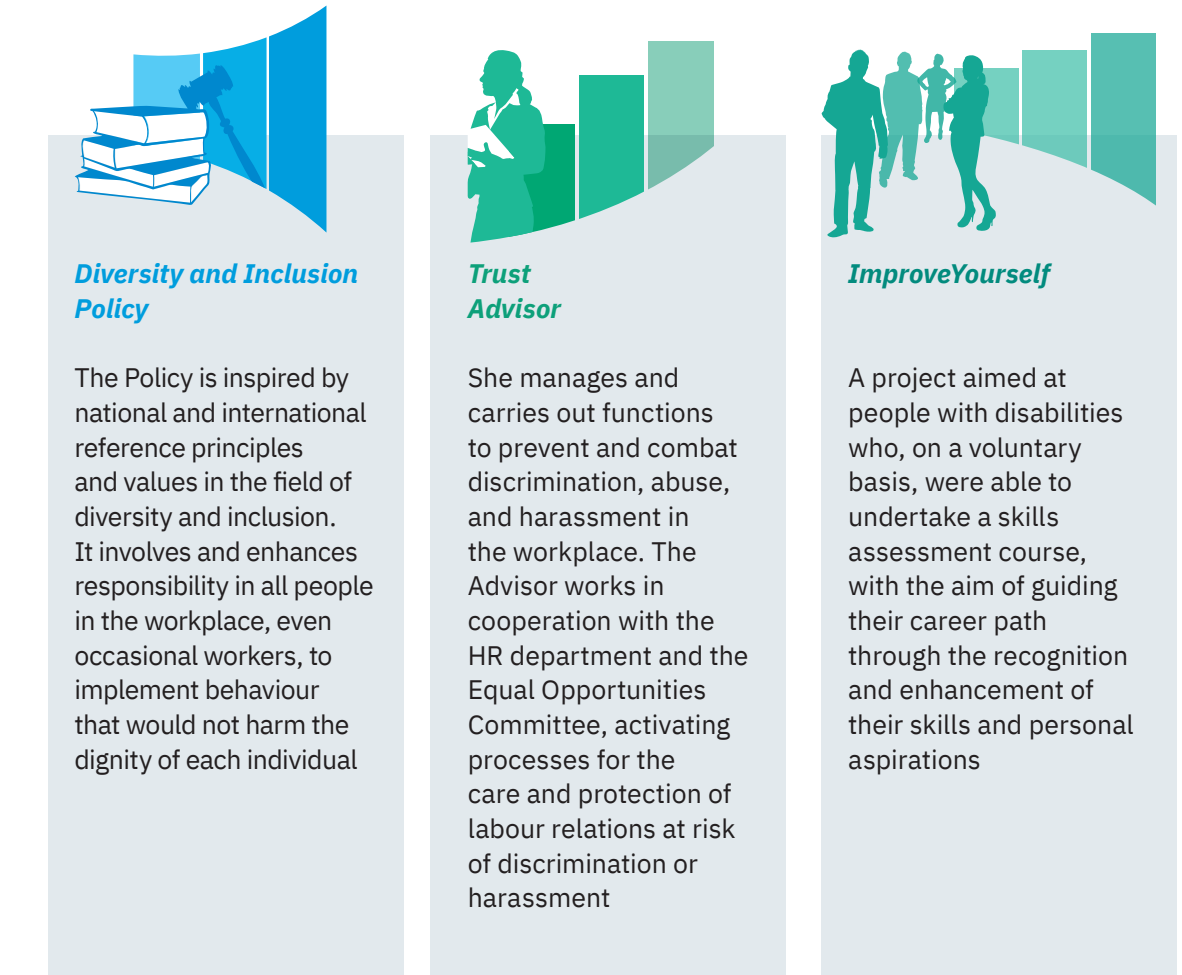 Diversity and Inclusion
Policy
The Policy is inspired by
national and international
reference principles
and values in the field of
diversity and inclusion.
It involves and enhances
responsibility in all people
in the workplace, even
occasional workers, to
implement behaviour
that would not harm the
dignity of each individual
Trust
Advisor
She manages and
carries out functions
to prevent and combat
discrimination, abuse,
and harassment in
the workplace. The
Advisor works in
cooperation with the
HR department and the
Equal Opportunities
Committee, activating
processes for the
care and protection of
labour relations at risk
of discrimination or
harassment
ImproveYourself
A project aimed at
people with disabilities
who, on a voluntary
basis, were able to
undertake a skills
assessment course,
with the aim of guiding
their career path
through the recognition
and enhancement of
their skills and personal
aspirations